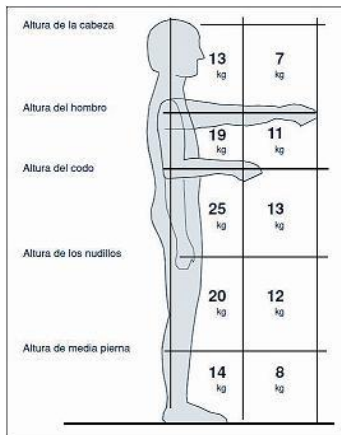 Altura de la cabeza
13 kg
7 kg
Altura del hombro
19 kg
11 kg
Altura del codo
25 kg
13 kg
Altura de los nudillos
20 kg
12 kg
Altura de media pierna
14 kg
8 kg